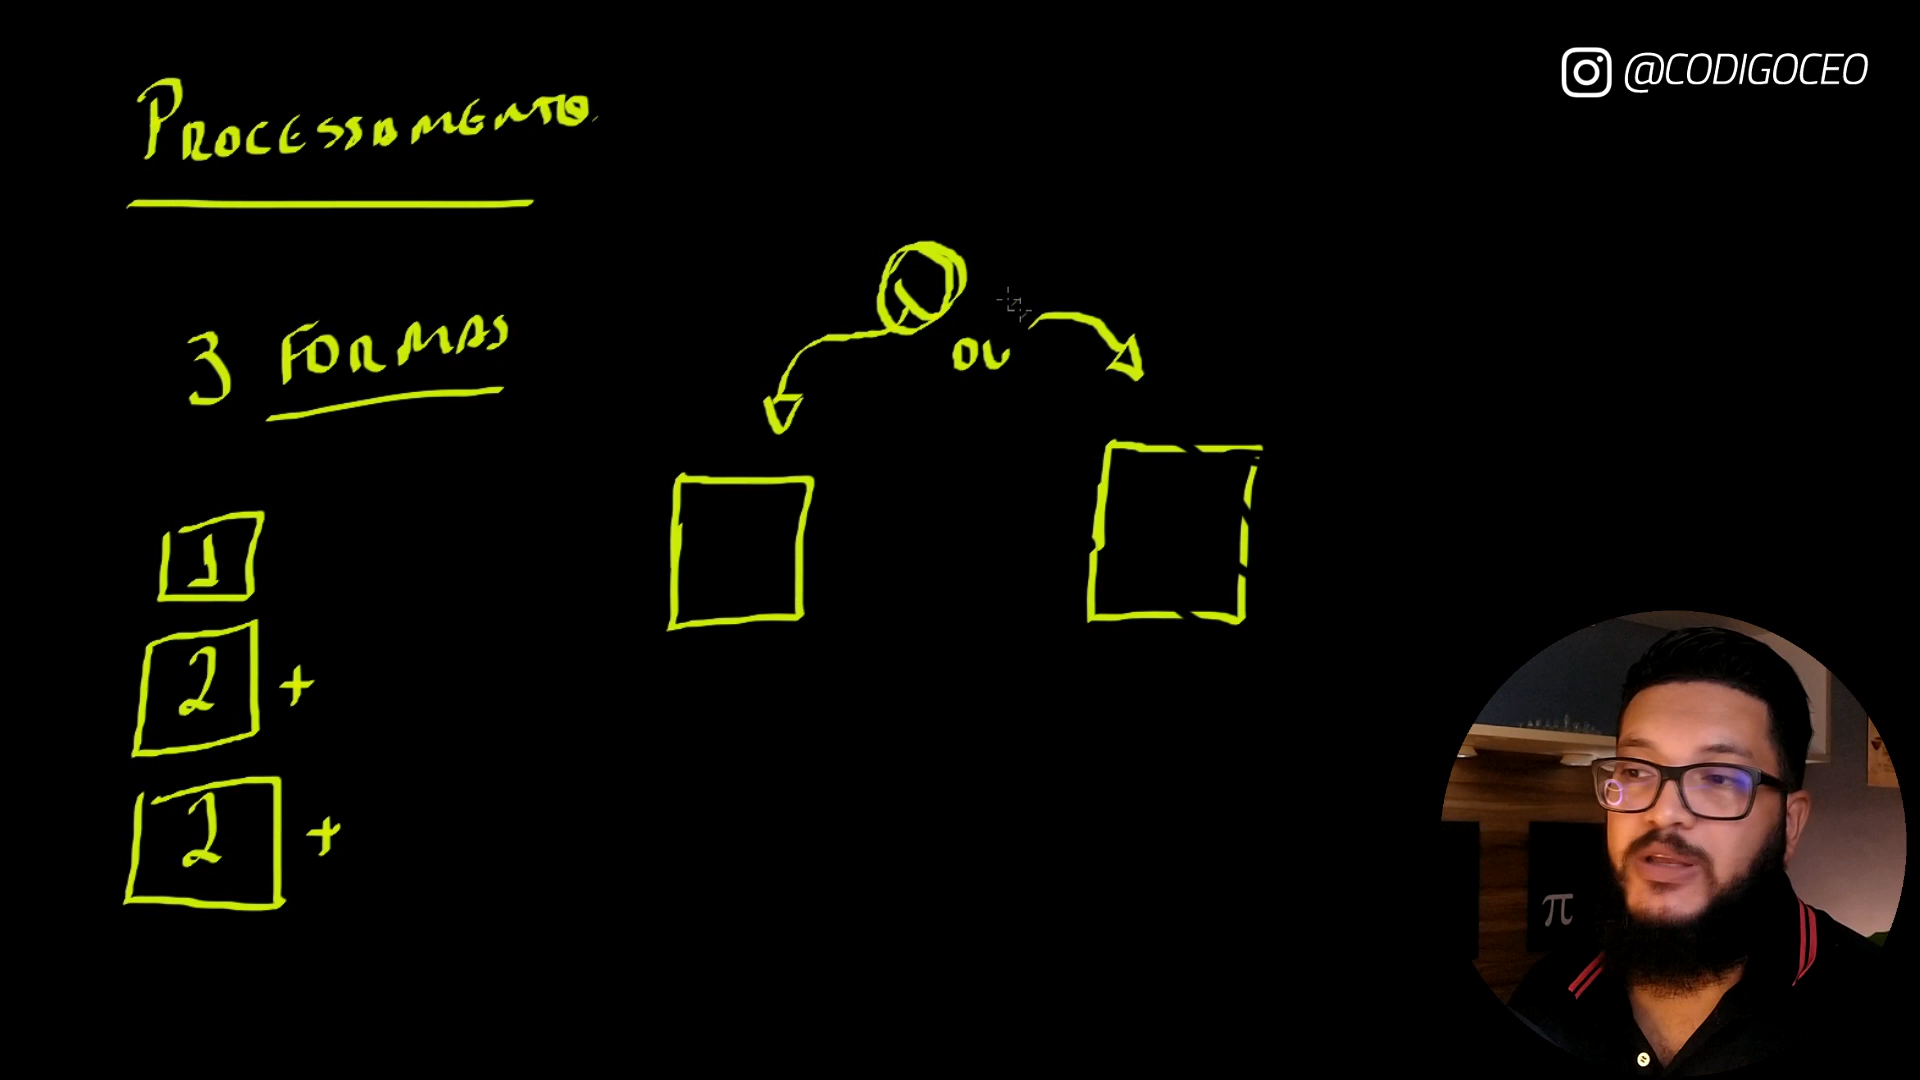 @CODIGOCEO
PROCESSAMENTO
3 FORMAS
OU
1
2 +
2 +
π